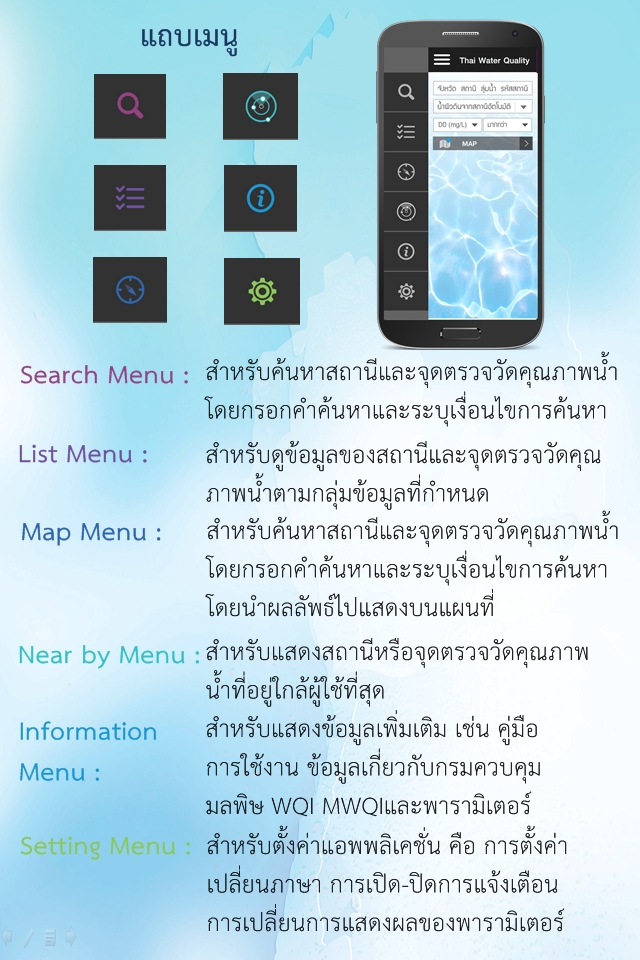 แถบเมนู
Thai Water Quality
จังหวัด สถานี ลุ่มน้ำ รหัสสถานี
น้ำผิวดินจากสถานีอัตโนมัติ
DO (mg/L) มากกว่า
MAP
Search Menu : สำหรับค้นหาสถานีและจุดตรวจวัดคุณภาพน้ำ
โดยกรอกคำค้นหาและระบุเงื่อนไขการค้นหา
List Menu : สำหรับดูข้อมูลของสถานีและจุดตรวจวัดคุณ
ภาพน้ำตามกลุ่มข้อมูลที่กำหนด
Map Menu : สำหรับค้นหาสถานีและจุดตรวจวัดคุณภาพน้ำ
โดยกรอกคำค้นหาและระบุเงื่อนไขการค้นหา
โดยนำผลลัพธ์ไปแสดงบนแผนที่
Near by Menu : สำหรับแสดงสถานีหรือจุดตรวจวัดคุณภาพ
น้ำที่อยู่ใกล้ผู้ใช้ที่สุด
Information สำหรับแสดงข้อมูลเพิ่มเติม เช่น คู่มือ
Menu : การใช้งาน ข้อมูลเกี่ยวกับกรมควบคุม
มลพิษ WQI MWQIและพารามิเตอร์
Setting Menu : สำหรับตั้งค่าแอพพลิเคชั่น คือ การตั้งค่า
เปลี่ยนภาษา การเปิด-ปิดการแจ้งเตือน
การเปลี่ยนการแสดงผลของพารามิเตอร์